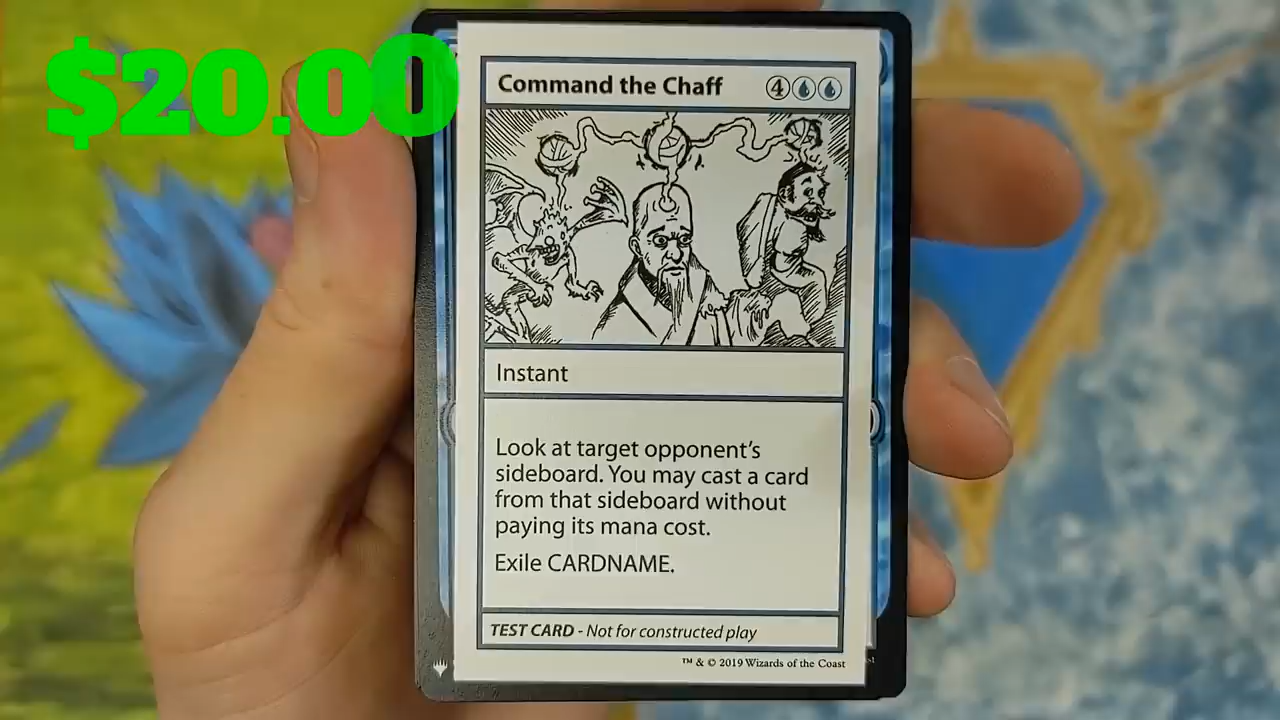 $20.00
Command the Chaff 4
Instant
Look at target opponent's
sideboard. You may cast a card
from that sideboard without
paying its mana cost.
Exile CARDNAME.
TEST CARD - Not for constructed play
™ & © 2019 Wizards of the Coast